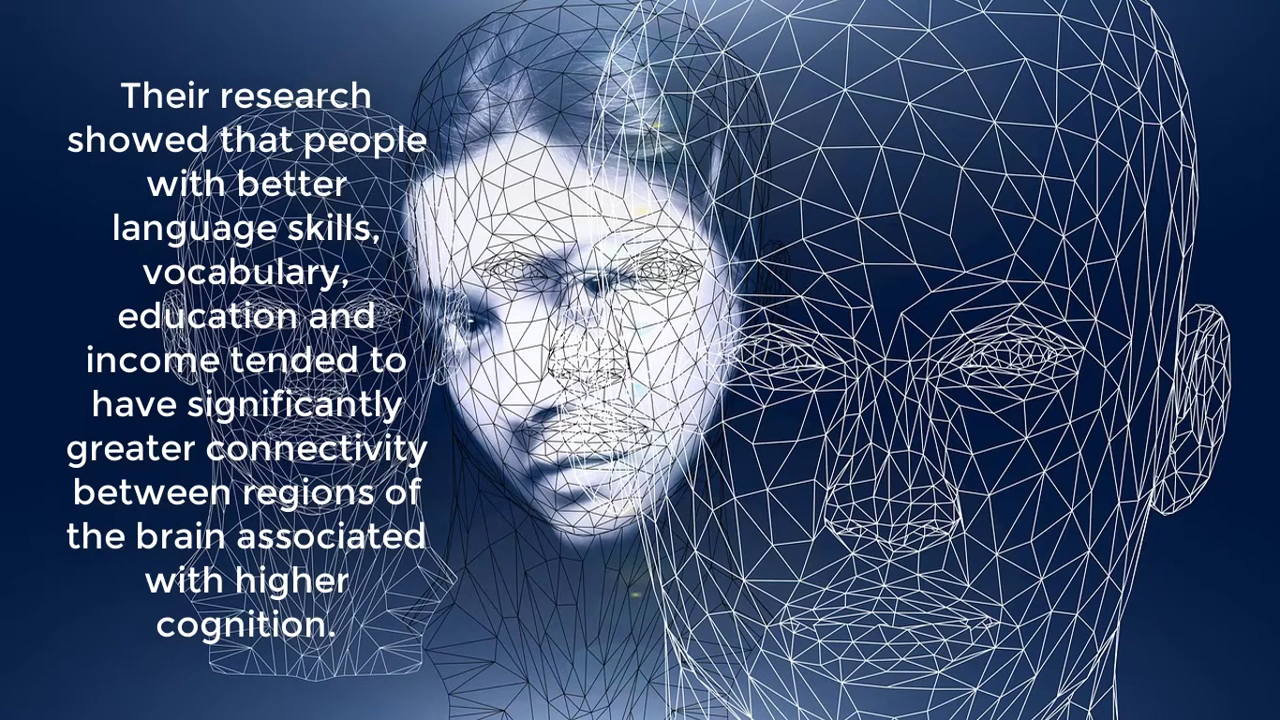 Their research
showed that people
with better
language skills,
vocabulary,
education and
income tended to
have significantly
greater connectivity
between regions of
the brain associated
with higher
cognition.